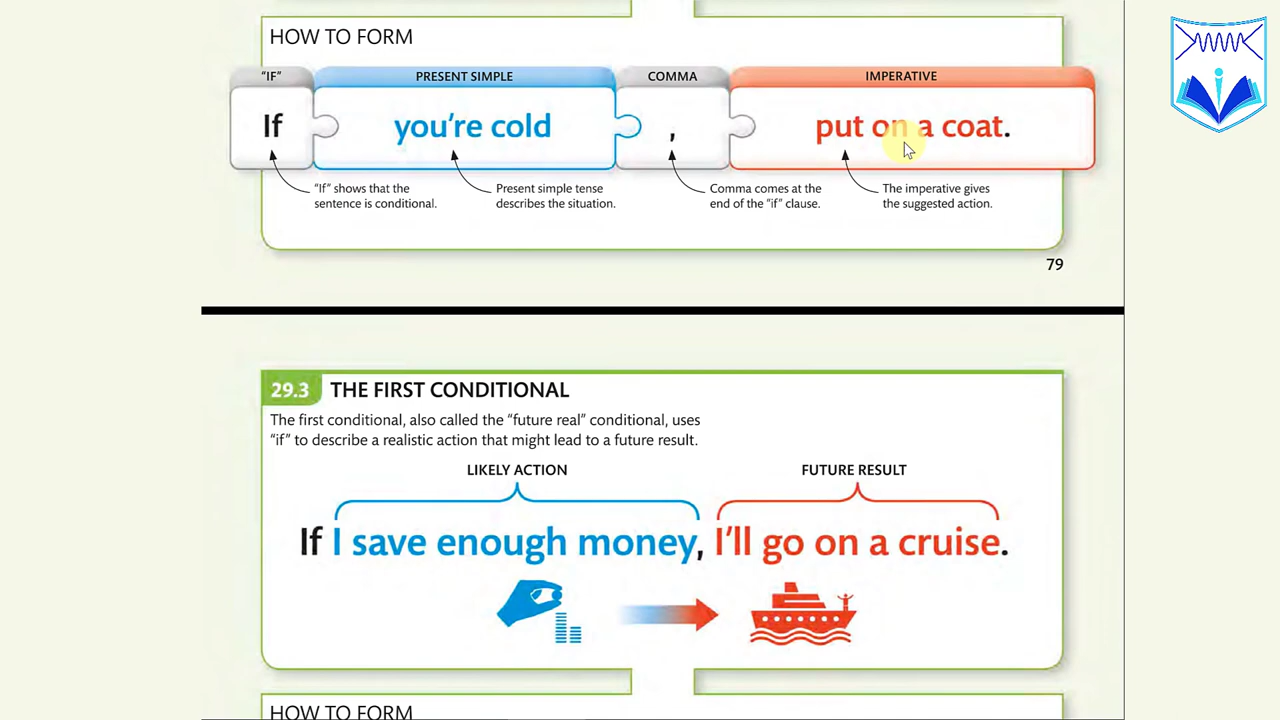 HOW TO FORM
"IF" PRESENT SIMPLE COMMA IMPERATIVE
If you're cold , put on a coat.
"If" shows that the
sentence is conditional.
Present simple tense
describes the situation.
Comma comes at the
end of the "if" clause.
The imperative gives
the suggested action.
79
29.3 THE FIRST CONDITIONAL
The first conditional, also called the "future real" conditional, uses
"if" to describe a realistic action that might lead to a future result.
LIKELY ACTION FUTURE RESULT
If I save enough money, I'll go on a cruise.
HOW TO FORM